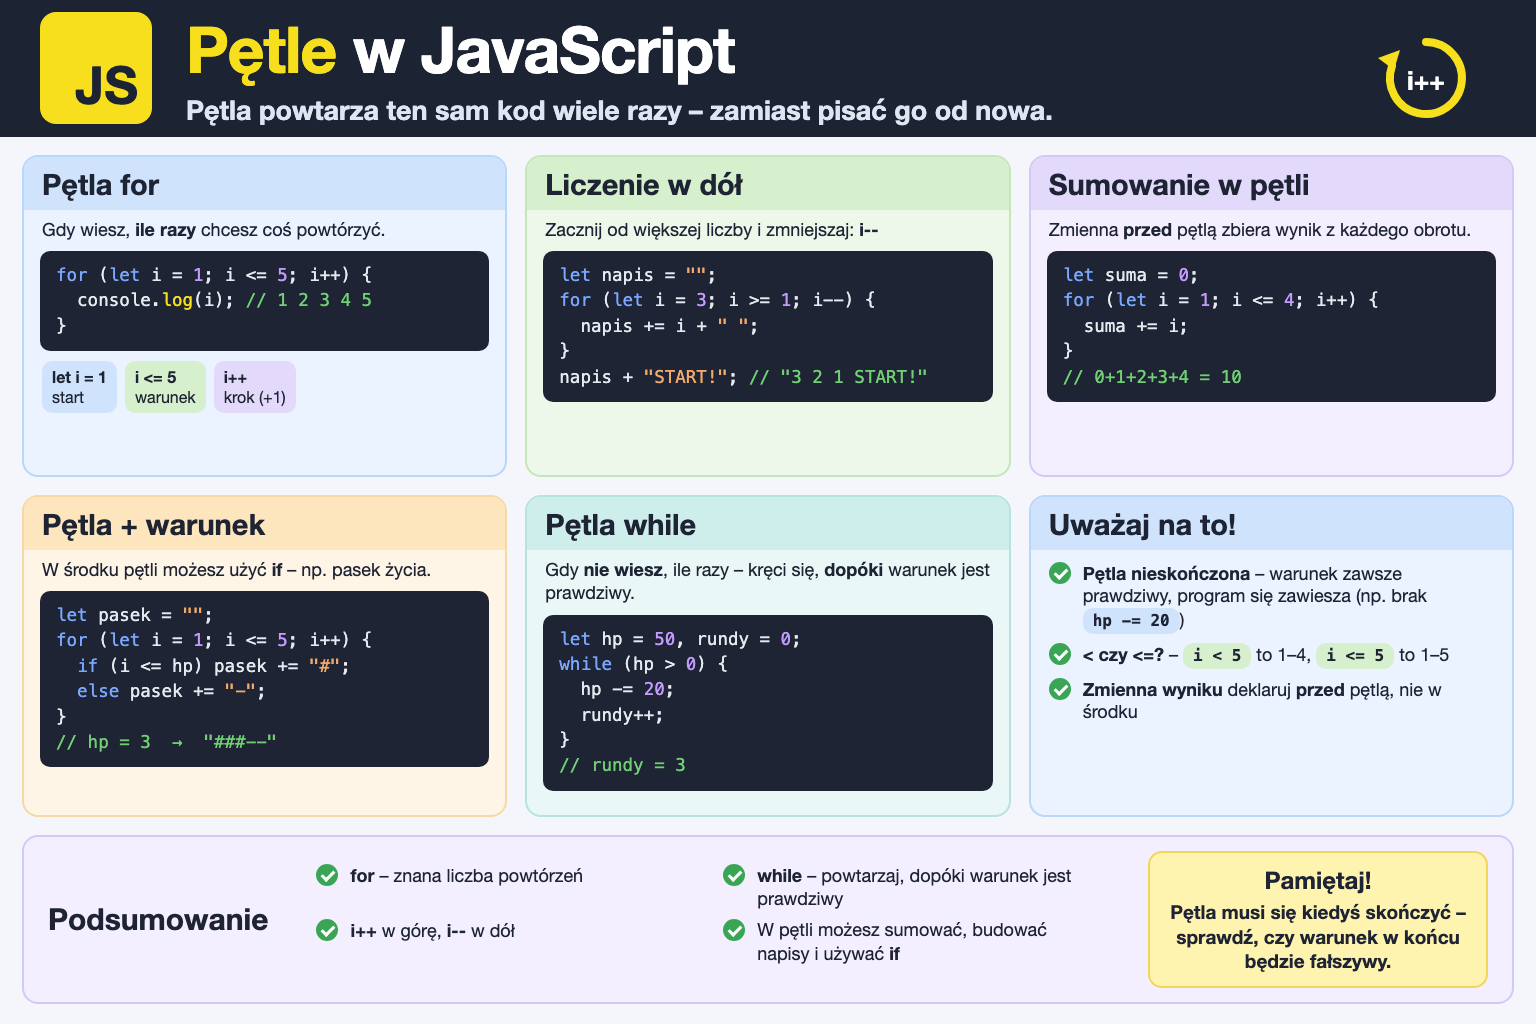 JS
Pętle w JavaScript
Pętla powtarza ten sam kod wiele razy – zamiast pisać go od nowa.
i++
Pętla for
Gdy wiesz, ile razy chcesz coś powtórzyć.
for (let i = 1; i <= 5; i++) {
  console.log(i); // 1 2 3 4 5
}
let i = 1
start
i <= 5
warunek
i++
krok (+1)
Liczenie w dół
Zacznij od większej liczby i zmniejszaj: i--
let napis = "";
for (let i = 3; i >= 1; i--) {
  napis += i + " ";
}
napis + "START!"; // "3 2 1 START!"
Sumowanie w pętli
Zmienna przed pętlą zbiera wynik z każdego obrotu.
let suma = 0;
for (let i = 1; i <= 4; i++) {
  suma += i;
}
// 0+1+2+3+4 = 10
Pętla + warunek
W środku pętli możesz użyć if – np. pasek życia.
let pasek = "";
for (let i = 1; i <= 5; i++) {
  if (i <= hp) pasek += "#";
  else pasek += "-";
}
// hp = 3 → "###--"
Pętla while
Gdy nie wiesz, ile razy – kręci się, dopóki warunek jest
prawdziwy.
let hp = 50, rundy = 0;
while (hp > 0) {
  hp -= 20;
  rundy++;
}
// rundy = 3
Uważaj na to!
Pętla nieskończona – warunek zawsze
prawdziwy, program się zawiesza (np. brak
hp -= 20 )
< czy <=? – i < 5 to 1–4, i <= 5 to 1–5
Zmienna wyniku deklaruj przed pętlą, nie w
środku
Podsumowanie
for – znana liczba powtórzeń
i++ w górę, i-- w dół
while – powtarzaj, dopóki warunek jest
prawdziwy
W pętli możesz sumować, budować
napisy i używać if
Pamiętaj!
Pętla musi się kiedyś skończyć –
sprawdź, czy warunek w końcu
będzie fałszywy.